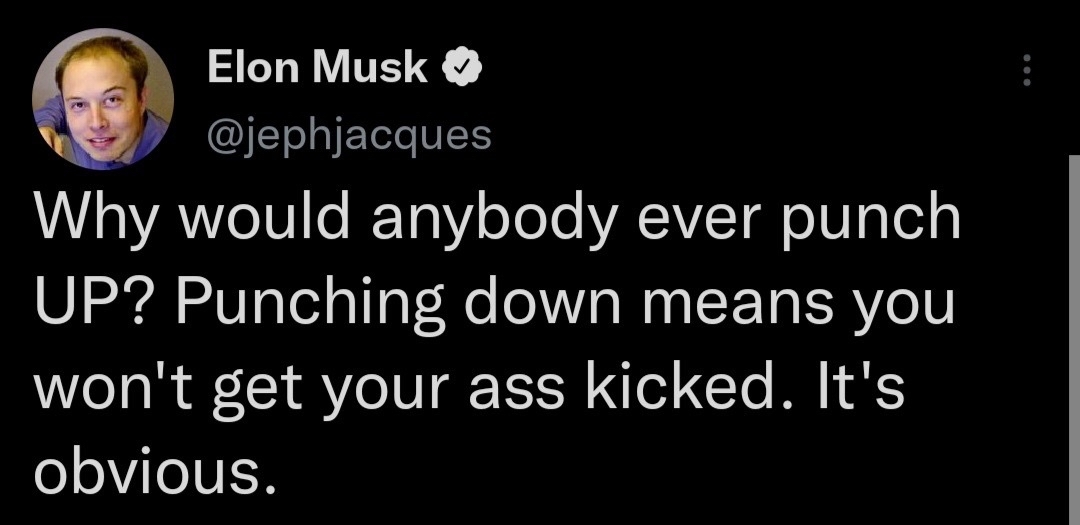 Elon Musk
@jephjacques
Why would anybody ever punch
UP? Punching down means you
won't get your ass kicked. It's
obvious.